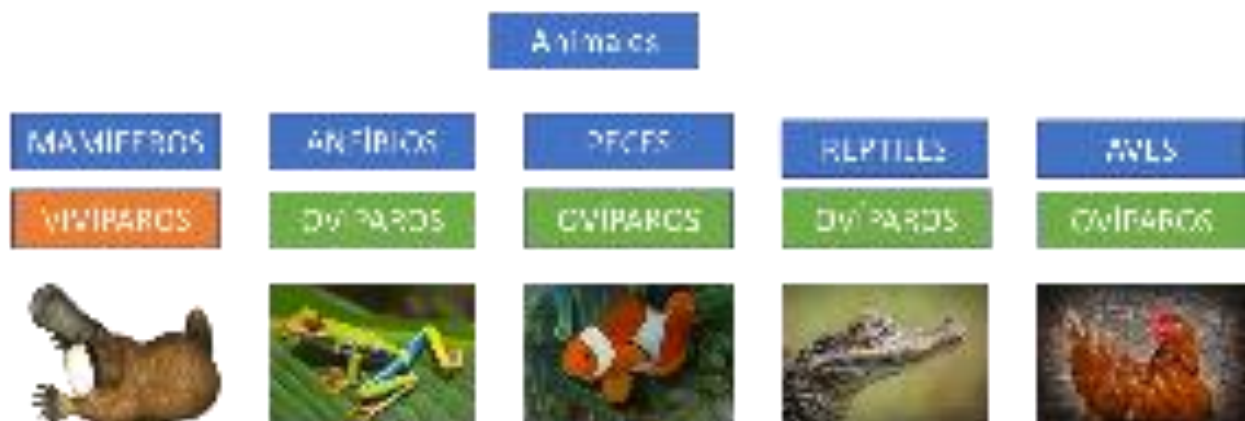 Animales
MAMIFEROS
ANFÍBIOS
PECES
REPTILES
AVES
VIVÍPAROS
OVÍPAROS
OVÍPAROS
OVÍPAROS
OVÍPAROS